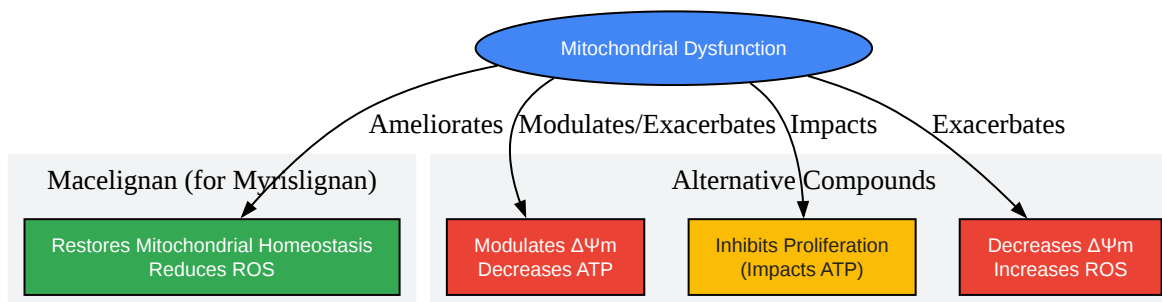 Mitochondrial Dysfunction
Ameliorates
Modulates/Exacerbates
Impacts
Exacerbates
Macelignan (for Myrislignan)
Alternative Compounds
Restores Mitochondrial Homeostasis
Reduces ROS
Modulates ΔΨm
Decreases ATP
Inhibits Proliferation
(Impacts ATP)
Decreases ΔΨm
Increases ROS